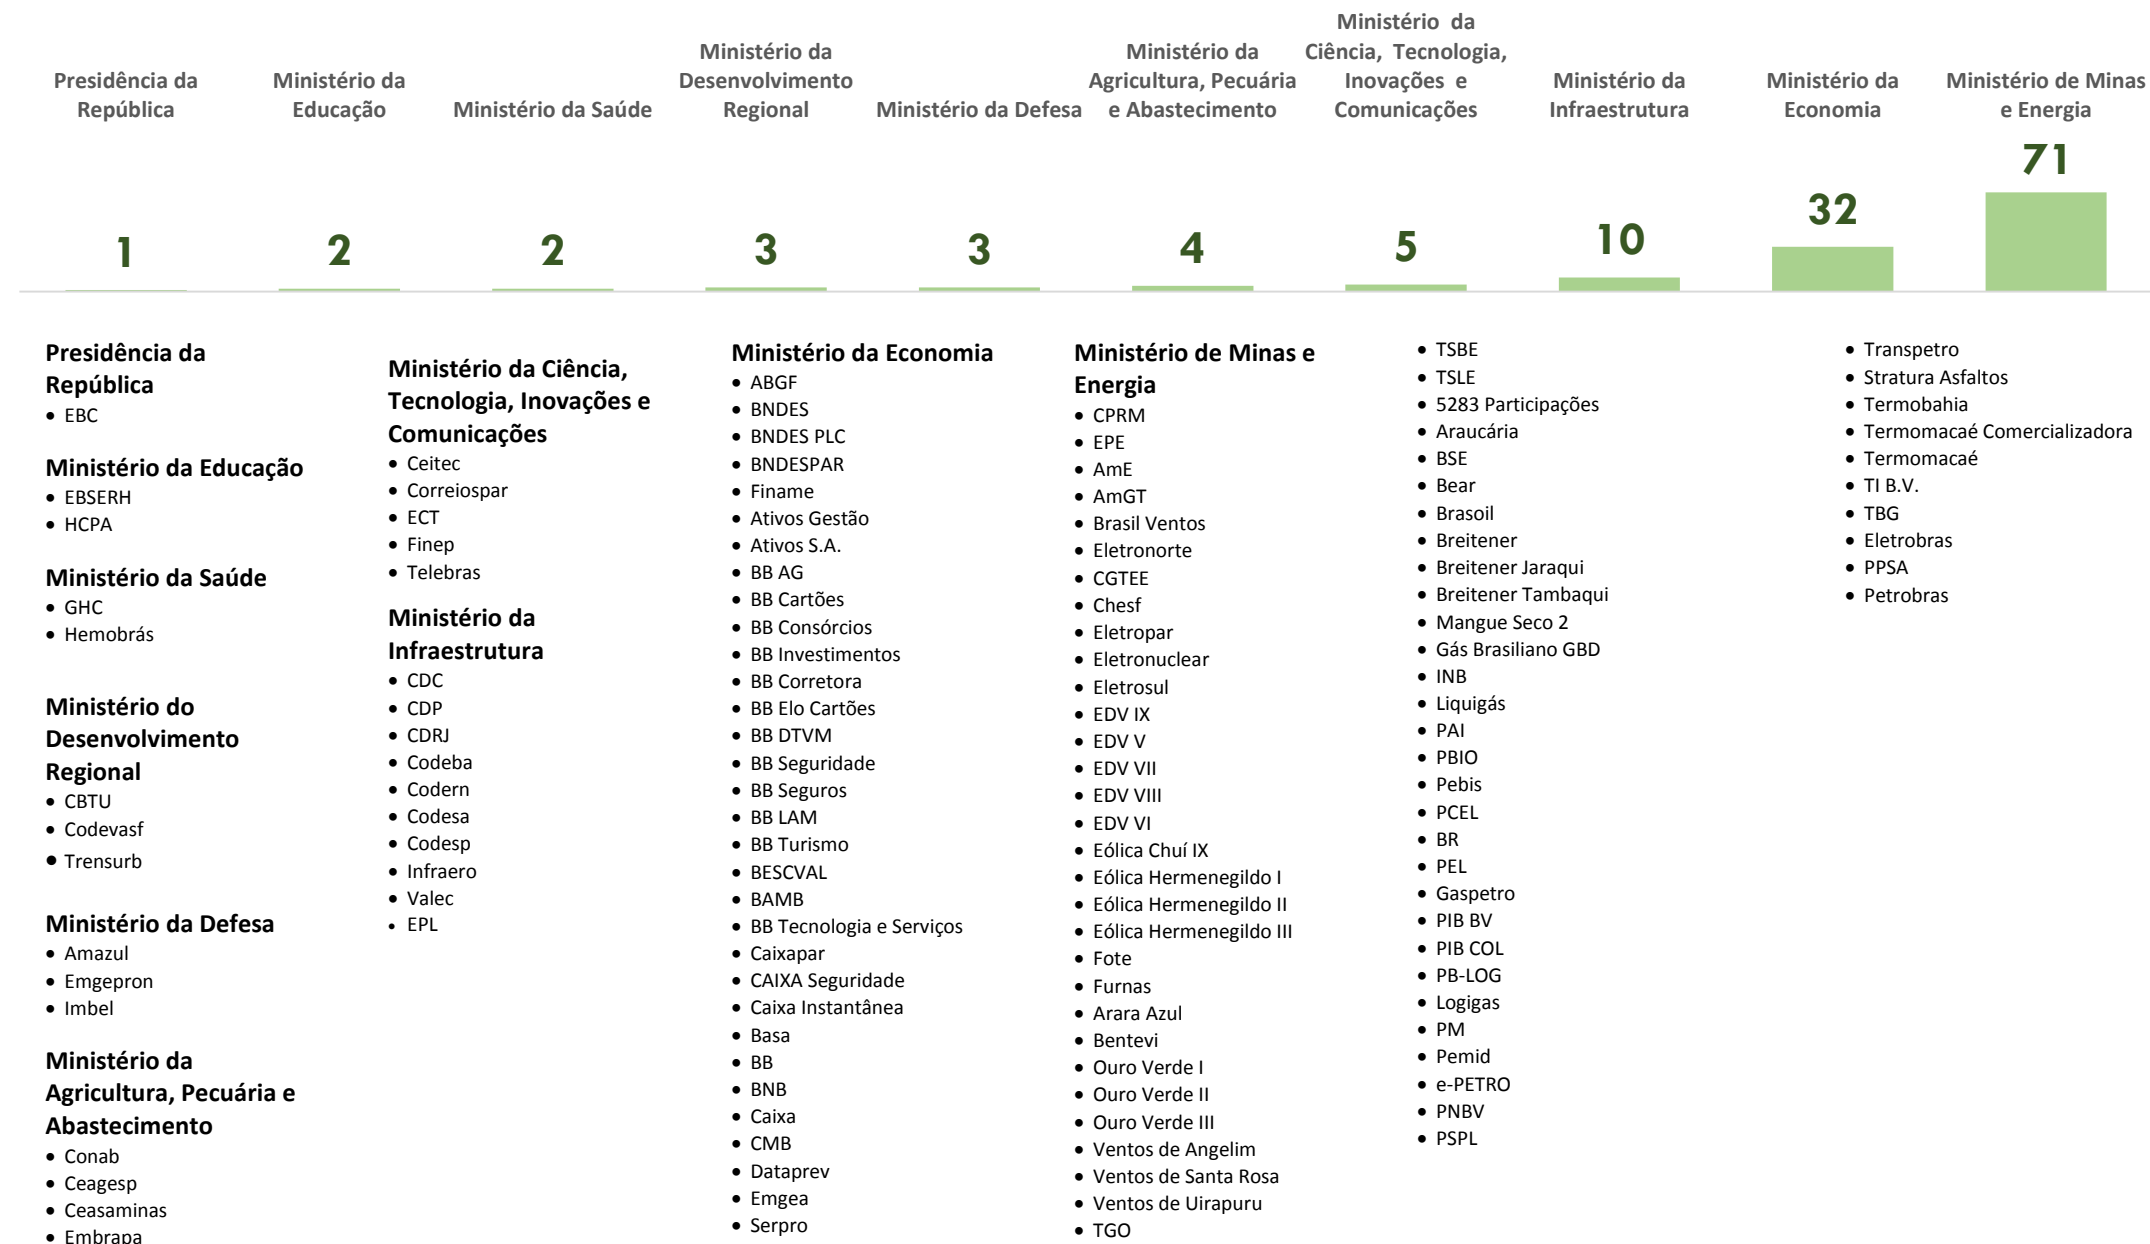 Presidência da
República
Ministério da
Educação
Ministério da Saúde
Ministério da
Desenvolvimento
Regional
Ministério da Defesa
Ministério da
Agricultura, Pecuária
e Abastecimento
Ministério da
Ciência, Tecnologia,
Inovações e
Comunicações
Ministério da
Infraestrutura
Ministério da
Economia
Ministério de Minas
e Energia
1
2
2
3
3
4
5
10
32
71
Presidência da
República
• EBC
Ministério da Educação
• EBSERH
• HCPA
Ministério da Saúde
• GHC
• Hemobrás
Ministério do
Desenvolvimento
Regional
• CBTU
• Codevasf
• Trensurb
Ministério da Defesa
• Amazul
• Emgepron
• Imbel
Ministério da
Agricultura, Pecuária e
Abastecimento
• Conab
• Ceagesp
• Ceasaminas
• Embrapa
Ministério da Ciência,
Tecnologia, Inovações e
Comunicações
• Ceitec
• Correiospar
• ECT
• Finep
• Telebras
Ministério da
Infraestrutura
• CDC
• CDP
• CDRJ
• Codeba
• Codern
• Codesa
• Codesp
• Infraero
• Valec
• EPL
Ministério da Economia
• ABGF
• BNDES
• BNDES PLC
• BNDESPAR
• Finame
• Ativos Gestão
• Ativos S.A.
• BB AG
• BB Cartões
• BB Consórcios
• BB Investimentos
• BB Corretora
• BB Elo Cartões
• BB DTVM
• BB Seguridade
• BB Seguros
• BB LAM
• BB Turismo
• BESCVAL
• BAMB
• BB Tecnologia e Serviços
• Caixapar
• CAIXA Seguridade
• Caixa Instantânea
• Basa
• BB
• BNB
• Caixa
• CMB
• Dataprev
• Emgea
• Serpro
Ministério de Minas e
Energia
• CPRM
• EPE
• AmE
• AmGT
• Brasil Ventos
• Eletronorte
• CGTEE
• Chesf
• Eletropar
• Eletronuclear
• Eletrosul
• EDV IX
• EDV V
• EDV VII
• EDV VIII
• EDV VI
• Eólica Chuí IX
• Eólica Hermenegildo I
• Eólica Hermenegildo II
• Eólica Hermenegildo III
• Fote
• Furnas
• Arara Azul
• Bentevi
• Ouro Verde I
• Ouro Verde II
• Ouro Verde III
• Ventos de Angelim
• Ventos de Santa Rosa
• Ventos de Uirapuru
• TGO
• TSBE
• TSLE
• 5283 Participações
• Araucária
• BSE
• Bear
• Brasoil
• Breitener
• Breitener Jaraqui
• Breitener Tambaqui
• Mangue Seco 2
• Gás Brasiliano GBD
• INB
• Liquigás
• PAI
• PBIO
• Pebis
• PCEL
• BR
• PEL
• Gaspetro
• PIB BV
• PIB COL
• PB-LOG
• Logigas
• PM
• Pemid
• e-PETRO
• PNBV
• PSPL
• Transpetro
• Stratura Asfaltos
• Termobahia
• Termomacaé Comercializadora
• Termomacaé
• TI B.V.
• TBG
• Eletrobras
• PPSA
• Petrobras